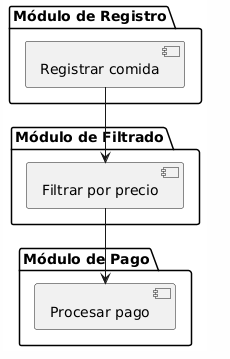 Módulo de Registro
Registrar comida
Módulo de Filtrado
Filtrar por precio
Módulo de Pago
Procesar pago